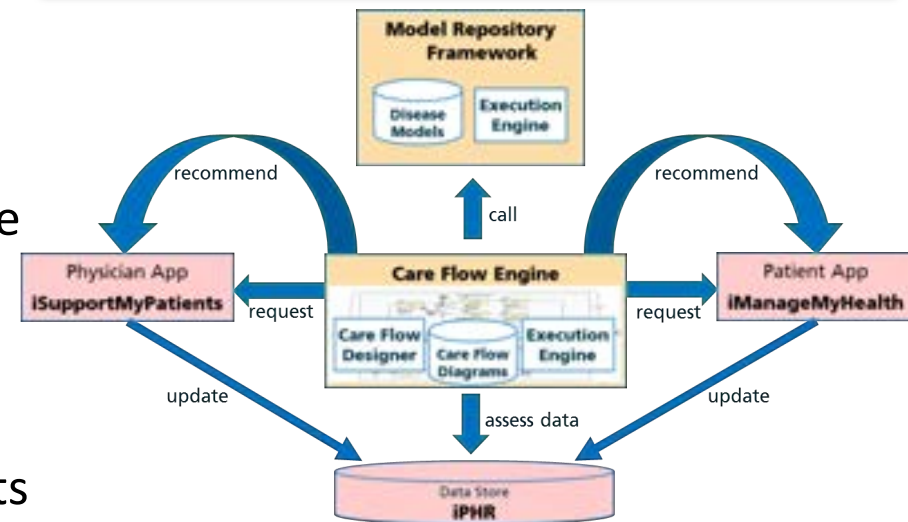 Model Repository
Framework
Disease
Models
Execution
Engine
recommend
recommend
call
e
Physician App
iSupportMyPatients
Care Flow Engine
Patient App
iManageMyHealth
request
request
Care Flow
Designer
Care Flow
Diagrams
Execution
Engine
update
update
assess data
ts
Data Store
iPHR